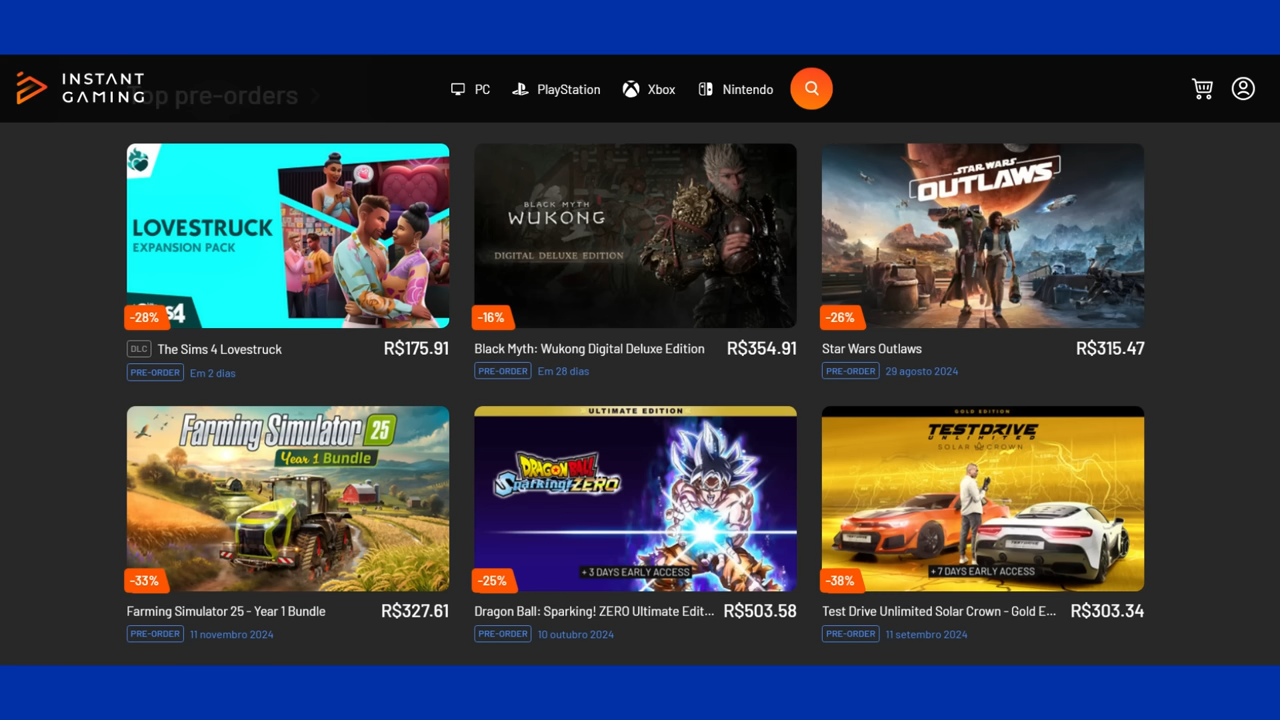 INSTANT
GAMING
Top pre-orders
PC
PlayStation
Xbox
Nintendo
LOVESTRUCK
EXPANSION PACK
-28%
DLC The Sims 4 Lovestruck R$175.91
PRE-ORDER Em 2 dias
BLACK MYTH
WUKONG
DIGITAL DELUXE EDITION
-16%
Black Myth: Wukong Digital Deluxe Edition R$354.91
PRE-ORDER Em 28 dias
STAR WARS
OUTLAWS
-26%
Star Wars Outlaws R$315.47
PRE-ORDER 29 agosto 2024
Farming Simulator 25
Year 1 Bundle
-33%
Farming Simulator 25 - Year 1 Bundle R$327.61
PRE-ORDER 11 novembro 2024
ULTIMATE EDITION
DRAGON BALL
Sparking! ZERO
+ 3 DAYS EARLY ACCESS
-25%
Dragon Ball: Sparking! ZERO Ultimate Edit... R$503.58
PRE-ORDER 10 outubro 2024
GOLD EDITION
TEST DRIVE
UNLIMITED
SOLAR CROWN
+ 7 DAYS EARLY ACCESS
-38%
Test Drive Unlimited Solar Crown - Gold E... R$303.34
PRE-ORDER 11 setembro 2024